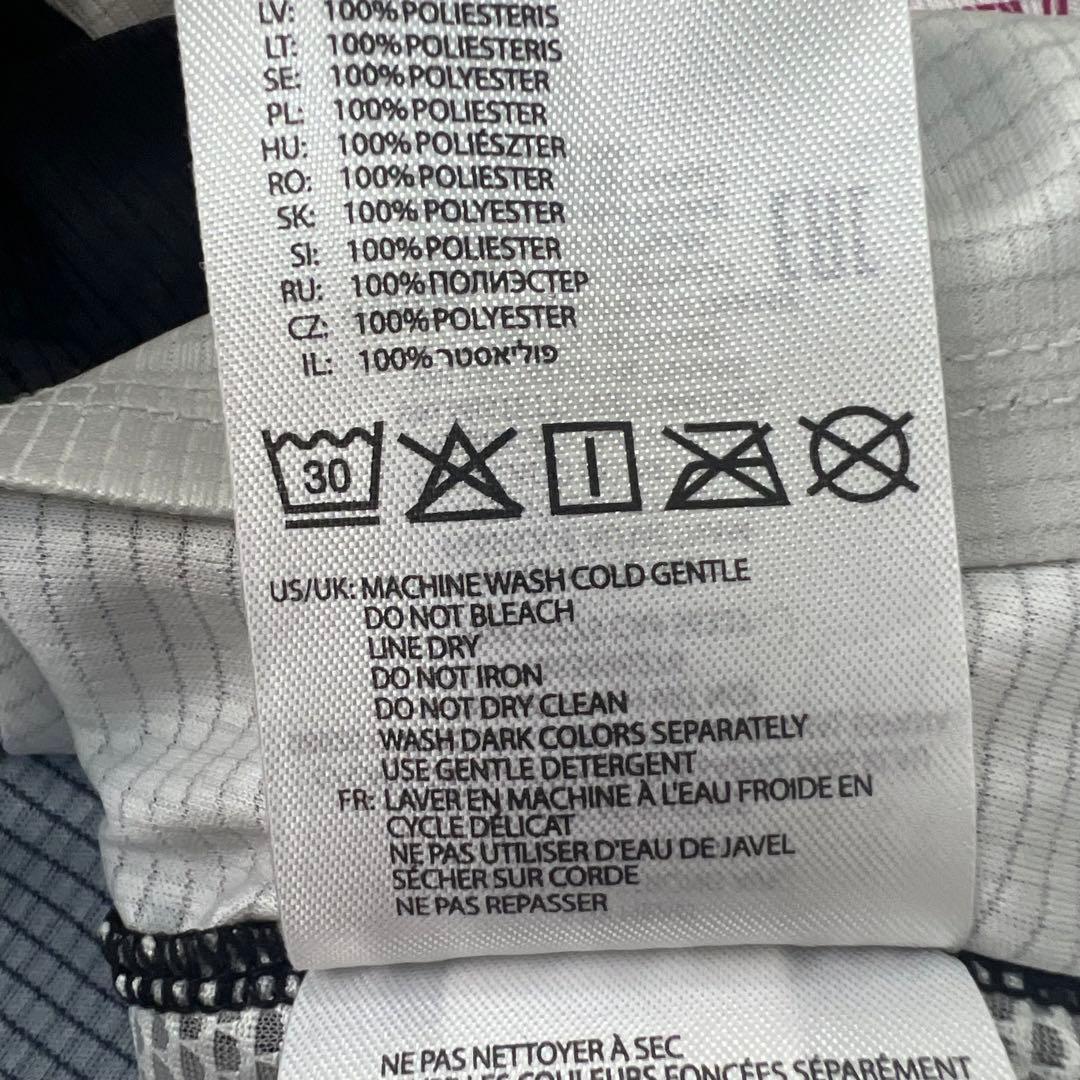 LV: 100% POLIESTERIS
LT: 100% POLIESTERIS
SE: 100% POLYESTER
PL: 100% POLIESTER
HU: 100% POLIÉSZTER
RO: 100% POLIESTER
SK: 100% POLYESTER
SI: 100% POLIESTER
RU: 100% ПОЛИЭСТЕР
CZ: 100% POLYESTER
IL: 100% פוליאסטר
30
US/UK: MACHINE WASH COLD GENTLE
DO NOT BLEACH
LINE DRY
DO NOT IRON
DO NOT DRY CLEAN
WASH DARK COLORS SEPARATELY
USE GENTLE DETERGENT
FR: LAVER EN MACHINE À L'EAU FROIDE EN
CYCLE DÉLICAT
NE PAS UTILISER D'EAU DE JAVEL
SÉCHER SUR CORDE
NE PAS REPASSER
NE PAS NETTOYER À SEC
LES COULEURS FONCÉES SÉPARÉMENT